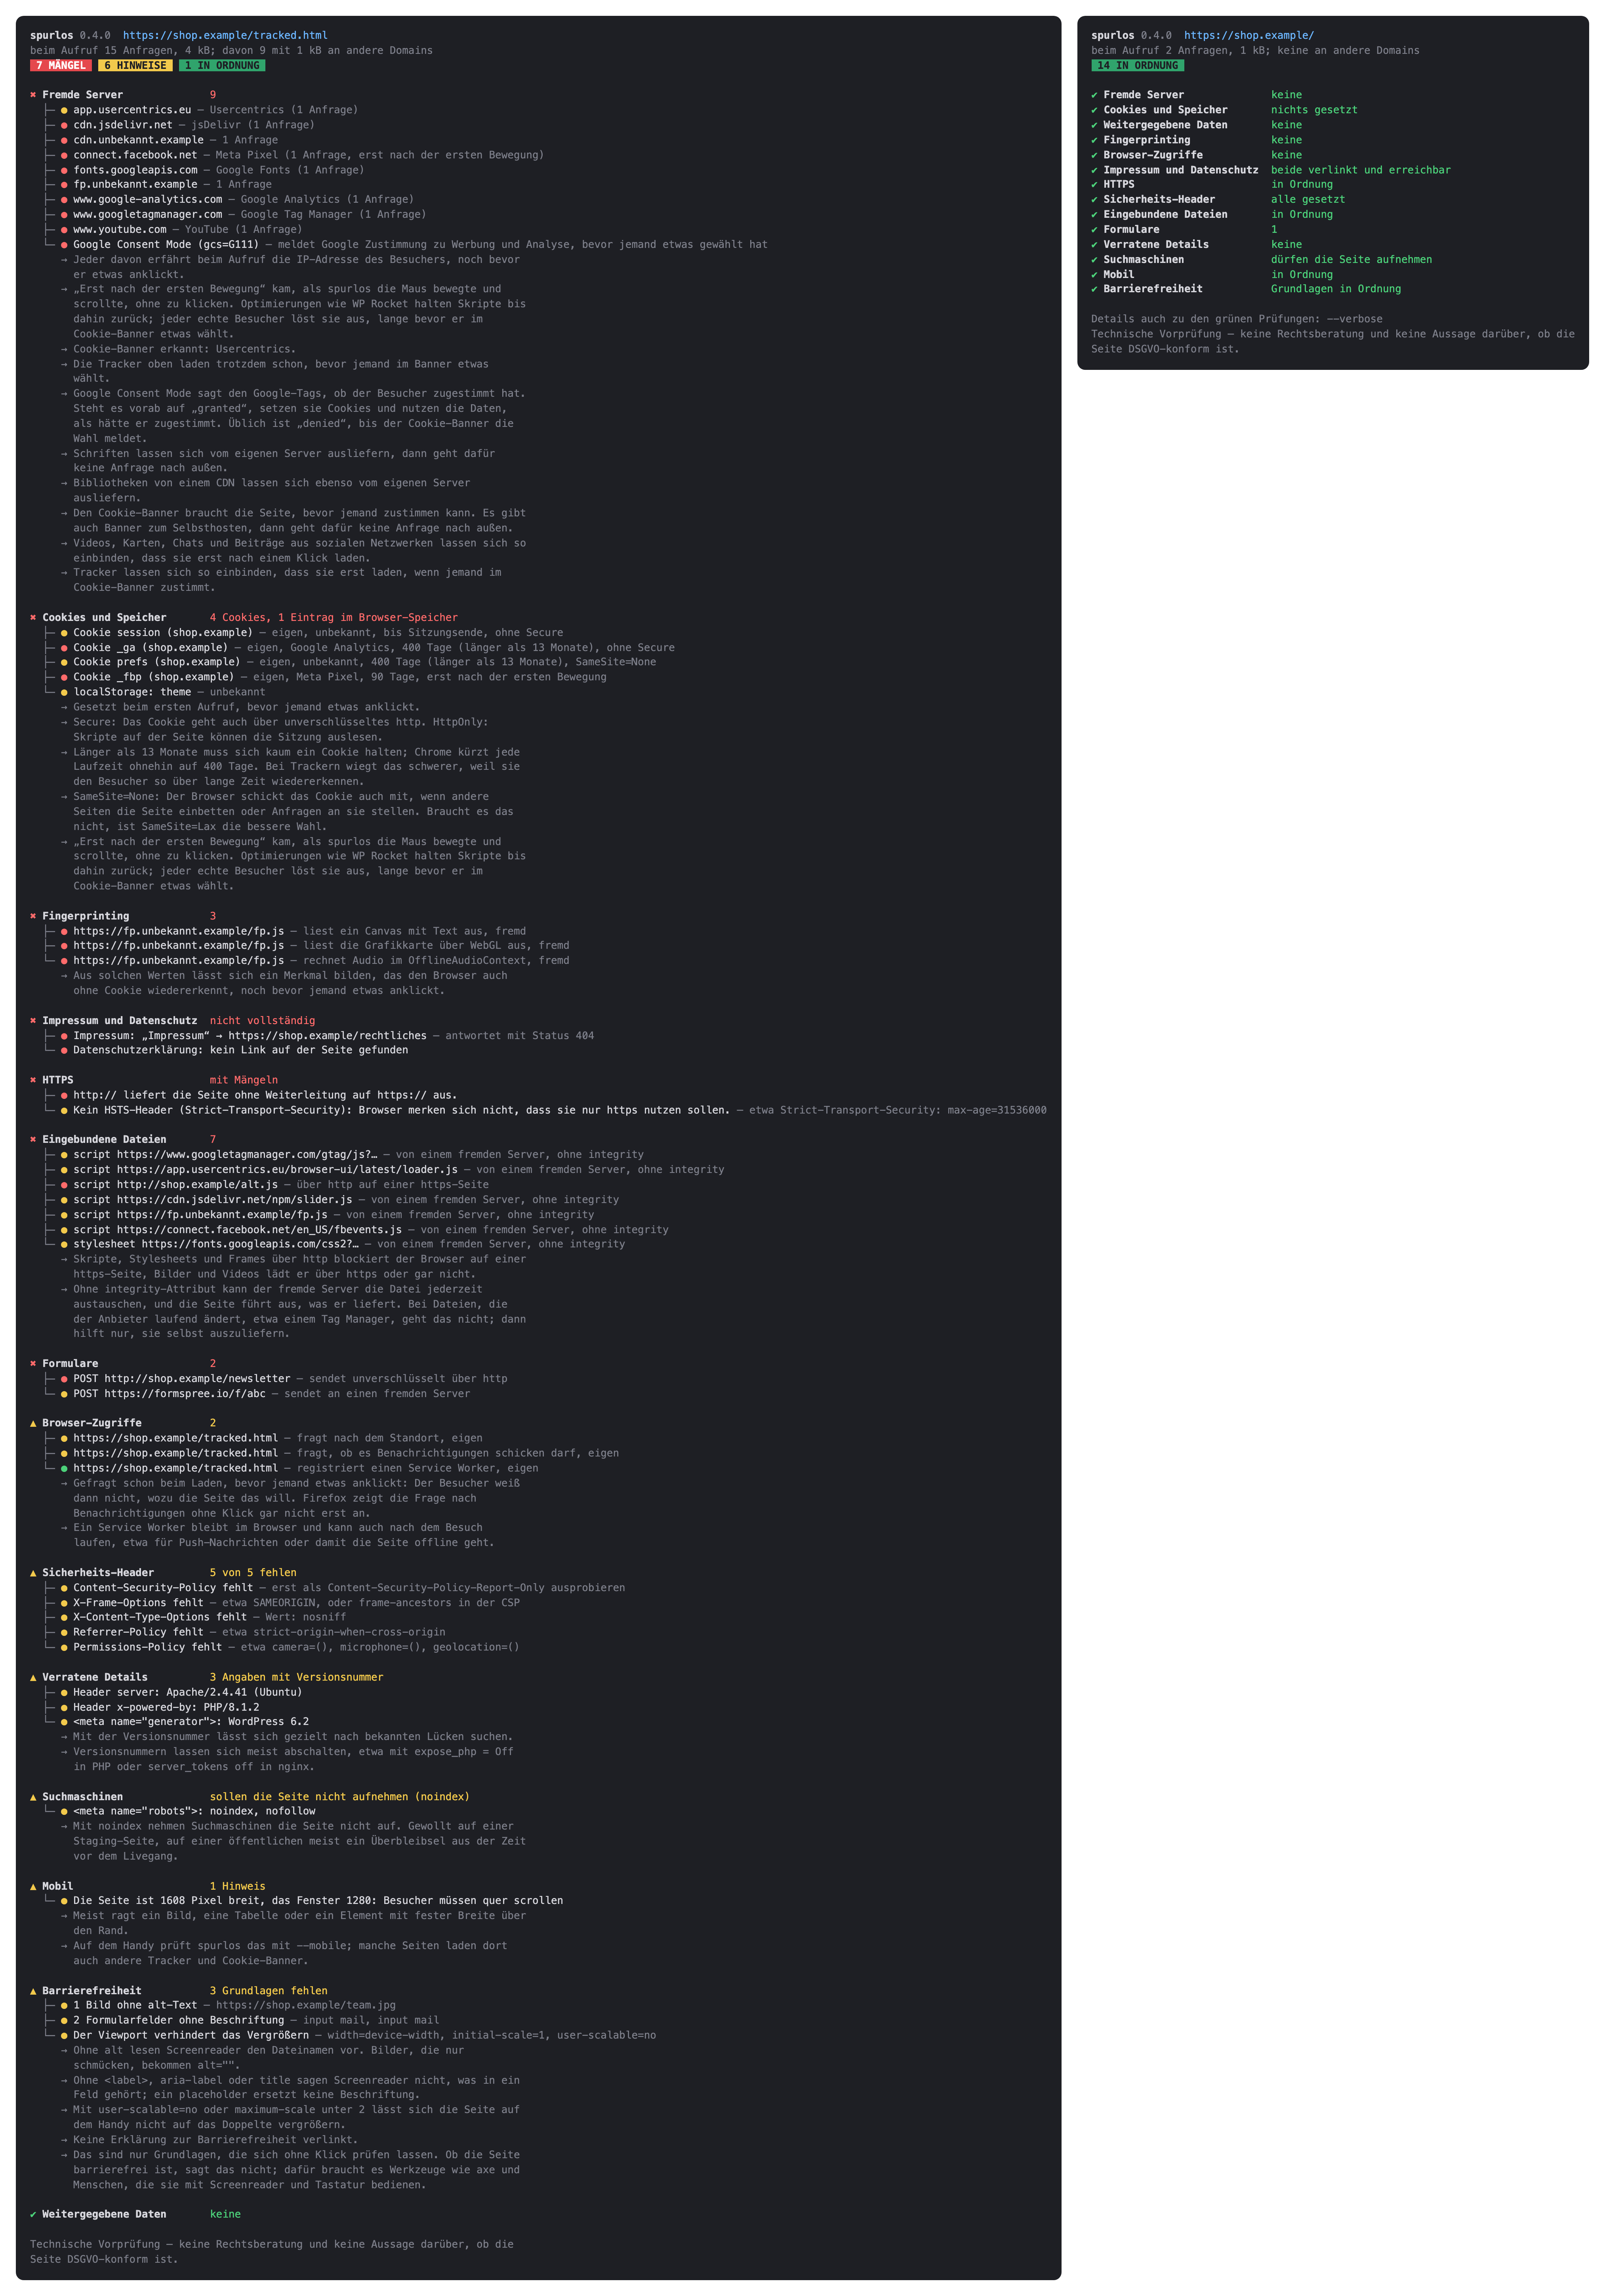 spurlos 0.4.0  https://shop.example/tracked.html
beim Aufruf 15 Anfragen, 4 kB; davon 9 mit 1 kB an andere Domains
7 MÄNGEL  6 HINWEISE  1 IN ORDNUNG
✖ Fremde Server  9
├─ ● app.usercentrics.eu — Usercentrics (1 Anfrage)
├─ ● cdn.jsdelivr.net — jsDelivr (1 Anfrage)
├─ ● cdn.unbekannt.example — 1 Anfrage
├─ ● connect.facebook.net — Meta Pixel (1 Anfrage, erst nach der ersten Bewegung)
├─ ● fonts.googleapis.com — Google Fonts (1 Anfrage)
├─ ● fp.unbekannt.example — 1 Anfrage
├─ ● www.google-analytics.com — Google Analytics (1 Anfrage)
├─ ● www.googletagmanager.com — Google Tag Manager (1 Anfrage)
├─ ● www.youtube.com — YouTube (1 Anfrage)
└─ ● Google Consent Mode (gcs=G111) — meldet Google Zustimmung zu Werbung und Analyse, bevor jemand etwas gewählt hat
→ Jeder davon erfährt beim Aufruf die IP-Adresse des Besuchers, noch bevor
er etwas anklickt.
→ „Erst nach der ersten Bewegung“ kam, als spurlos die Maus bewegte und
scrollte, ohne zu klicken. Optimierungen wie WP Rocket halten Skripte bis
dahin zurück; jeder echte Besucher löst sie aus, lange bevor er im
Cookie-Banner etwas wählt.
→ Cookie-Banner erkannt: Usercentrics.
→ Die Tracker oben laden trotzdem schon, bevor jemand im Banner etwas
wählt.
→ Google Consent Mode sagt den Google-Tags, ob der Besucher zugestimmt hat.
Steht es vorab auf „granted“, setzen sie Cookies und nutzen die Daten,
als hätte er zugestimmt. Üblich ist „denied“, bis der Cookie-Banner die
Wahl meldet.
→ Schriften lassen sich vom eigenen Server ausliefern, dann geht dafür
keine Anfrage nach außen.
→ Bibliotheken von einem CDN lassen sich ebenso vom eigenen Server
ausliefern.
→ Den Cookie-Banner braucht die Seite, bevor jemand zustimmen kann. Es gibt
auch Banner zum Selbsthosten, dann geht dafür keine Anfrage nach außen.
→ Videos, Karten, Chats und Beiträge aus sozialen Netzwerken lassen sich so
einbinden, dass sie erst nach einem Klick laden.
→ Tracker lassen sich so einbinden, dass sie erst laden, wenn jemand im
Cookie-Banner zustimmt.
✖ Cookies und Speicher  4 Cookies, 1 Eintrag im Browser-Speicher
├─ ● Cookie session (shop.example) — eigen, unbekannt, bis Sitzungsende, ohne Secure
├─ ● Cookie _ga (shop.example) — eigen, Google Analytics, 400 Tage (länger als 13 Monate), ohne Secure
├─ ● Cookie prefs (shop.example) — eigen, unbekannt, 400 Tage (länger als 13 Monate), SameSite=None
├─ ● Cookie _fbp (shop.example) — eigen, Meta Pixel, 90 Tage, erst nach der ersten Bewegung
└─ ● localStorage: theme — unbekannt
→ Gesetzt beim ersten Aufruf, bevor jemand etwas anklickt.
→ Secure: Das Cookie geht auch über unverschlüsseltes http. HttpOnly:
Skripte auf der Seite können die Sitzung auslesen.
→ Länger als 13 Monate muss sich kaum ein Cookie halten; Chrome kürzt jede
Laufzeit ohnehin auf 400 Tage. Bei Trackern wiegt das schwerer, weil sie
den Besucher so über lange Zeit wiedererkennen.
→ SameSite=None: Der Browser schickt das Cookie auch mit, wenn andere
Seiten die Seite einbetten oder Anfragen an sie stellen. Braucht es das
nicht, ist SameSite=Lax die bessere Wahl.
→ „Erst nach der ersten Bewegung“ kam, als spurlos die Maus bewegte und
scrollte, ohne zu klicken. Optimierungen wie WP Rocket halten Skripte bis
dahin zurück; jeder echte Besucher löst sie aus, lange bevor er im
Cookie-Banner etwas wählt.
✖ Fingerprinting  3
├─ ● https://fp.unbekannt.example/fp.js — liest ein Canvas mit Text aus, fremd
├─ ● https://fp.unbekannt.example/fp.js — liest die Grafikkarte über WebGL aus, fremd
└─ ● https://fp.unbekannt.example/fp.js — rechnet Audio im OfflineAudioContext, fremd
→ Aus solchen Werten lässt sich ein Merkmal bilden, das den Browser auch
ohne Cookie wiedererkennt, noch bevor jemand etwas anklickt.
✖ Impressum und Datenschutz  nicht vollständig
├─ ● Impressum: „Impressum“ → https://shop.example/rechtliches — antwortet mit Status 404
└─ ● Datenschutzerklärung: kein Link auf der Seite gefunden
✖ HTTPS  mit Mängeln
├─ ● http:// liefert die Seite ohne Weiterleitung auf https:// aus.
└─ ● Kein HSTS-Header (Strict-Transport-Security): Browser merken sich nicht, dass sie nur https nutzen sollen. — etwa Strict-Transport-Security: max-age=31536000
✖ Eingebundene Dateien  7
├─ ● script https://www.googletagmanager.com/gtag/js?… — von einem fremden Server, ohne integrity
├─ ● script https://app.usercentrics.eu/browser-ui/latest/loader.js — von einem fremden Server, ohne integrity
├─ ● script http://shop.example/alt.js — über http auf einer https-Seite
├─ ● script https://cdn.jsdelivr.net/npm/slider.js — von einem fremden Server, ohne integrity
├─ ● script https://fp.unbekannt.example/fp.js — von einem fremden Server, ohne integrity
├─ ● script https://connect.facebook.net/en_US/fbevents.js — von einem fremden Server, ohne integrity
└─ ● stylesheet https://fonts.googleapis.com/css2?… — von einem fremden Server, ohne integrity
→ Skripte, Stylesheets und Frames über http blockiert der Browser auf einer
https-Seite, Bilder und Videos lädt er über https oder gar nicht.
→ Ohne integrity-Attribut kann der fremde Server die Datei jederzeit
austauschen, und die Seite führt aus, was er liefert. Bei Dateien, die
der Anbieter laufend ändert, etwa einem Tag Manager, geht das nicht; dann
hilft nur, sie selbst auszuliefern.
✖ Formulare  2
├─ ● POST http://shop.example/newsletter — sendet unverschlüsselt über http
└─ ● POST https://formspree.io/f/abc — sendet an einen fremden Server
▲ Browser-Zugriffe  2
├─ ● https://shop.example/tracked.html — fragt nach dem Standort, eigen
├─ ● https://shop.example/tracked.html — fragt, ob es Benachrichtigungen schicken darf, eigen
└─ ● https://shop.example/tracked.html — registriert einen Service Worker, eigen
→ Gefragt schon beim Laden, bevor jemand etwas anklickt: Der Besucher weiß
dann nicht, wozu die Seite das will. Firefox zeigt die Frage nach
Benachrichtigungen ohne Klick gar nicht erst an.
→ Ein Service Worker bleibt im Browser und kann auch nach dem Besuch
laufen, etwa für Push-Nachrichten oder damit die Seite offline geht.
▲ Sicherheits-Header  5 von 5 fehlen
├─ ● Content-Security-Policy fehlt — erst als Content-Security-Policy-Report-Only ausprobieren
├─ ● X-Frame-Options fehlt — etwa SAMEORIGIN, oder frame-ancestors in der CSP
├─ ● X-Content-Type-Options fehlt — Wert: nosniff
├─ ● Referrer-Policy fehlt — etwa strict-origin-when-cross-origin
└─ ● Permissions-Policy fehlt — etwa camera=(), microphone=(), geolocation=()
▲ Verratene Details  3 Angaben mit Versionsnummer
├─ ● Header server: Apache/2.4.41 (Ubuntu)
├─ ● Header x-powered-by: PHP/8.1.2
└─ ● <meta name="generator">: WordPress 6.2
→ Mit der Versionsnummer lässt sich gezielt nach bekannten Lücken suchen.
→ Versionsnummern lassen sich meist abschalten, etwa mit expose_php = Off
in PHP oder server_tokens off in nginx.
▲ Suchmaschinen  sollen die Seite nicht aufnehmen (noindex)
└─ ● <meta name="robots">: noindex, nofollow
→ Mit noindex nehmen Suchmaschinen die Seite nicht auf. Gewollt auf einer
Staging-Seite, auf einer öffentlichen meist ein Überbleibsel aus der Zeit
vor dem Livegang.
▲ Mobil  1 Hinweis
└─ ● Die Seite ist 1608 Pixel breit, das Fenster 1280: Besucher müssen quer scrollen
→ Meist ragt ein Bild, eine Tabelle oder ein Element mit fester Breite über
den Rand.
→ Auf dem Handy prüft spurlos das mit --mobile; manche Seiten laden dort
auch andere Tracker und Cookie-Banner.
▲ Barrierefreiheit  3 Grundlagen fehlen
├─ ● 1 Bild ohne alt-Text — https://shop.example/team.jpg
├─ ● 2 Formularfelder ohne Beschriftung — input mail, input mail
└─ ● Der Viewport verhindert das Vergrößern — width=device-width, initial-scale=1, user-scalable=no
→ Ohne alt lesen Screenreader den Dateinamen vor. Bilder, die nur
schmücken, bekommen alt="".
→ Ohne <label>, aria-label oder title sagen Screenreader nicht, was in ein
Feld gehört; ein placeholder ersetzt keine Beschriftung.
→ Mit user-scalable=no oder maximum-scale unter 2 lässt sich die Seite auf
dem Handy nicht auf das Doppelte vergrößern.
→ Keine Erklärung zur Barrierefreiheit verlinkt.
→ Das sind nur Grundlagen, die sich ohne Klick prüfen lassen. Ob die Seite
barrierefrei ist, sagt das nicht; dafür braucht es Werkzeuge wie axe und
Menschen, die sie mit Screenreader und Tastatur bedienen.
✔ Weitergegebene Daten  keine
Technische Vorprüfung — keine Rechtsberatung und keine Aussage darüber, ob die
Seite DSGVO-konform ist.
spurlos 0.4.0  https://shop.example/
beim Aufruf 2 Anfragen, 1 kB; keine an andere Domains
14 IN ORDNUNG
✔ Fremde Server  keine
✔ Cookies und Speicher  nichts gesetzt
✔ Weitergegebene Daten  keine
✔ Fingerprinting  keine
✔ Browser-Zugriffe  keine
✔ Impressum und Datenschutz  beide verlinkt und erreichbar
✔ HTTPS  in Ordnung
✔ Sicherheits-Header  alle gesetzt
✔ Eingebundene Dateien  in Ordnung
✔ Formulare  1
✔ Verratene Details  keine
✔ Suchmaschinen  dürfen die Seite aufnehmen
✔ Mobil  in Ordnung
✔ Barrierefreiheit  Grundlagen in Ordnung
Details auch zu den grünen Prüfungen: --verbose
Technische Vorprüfung — keine Rechtsberatung und keine Aussage darüber, ob die
Seite DSGVO-konform ist.